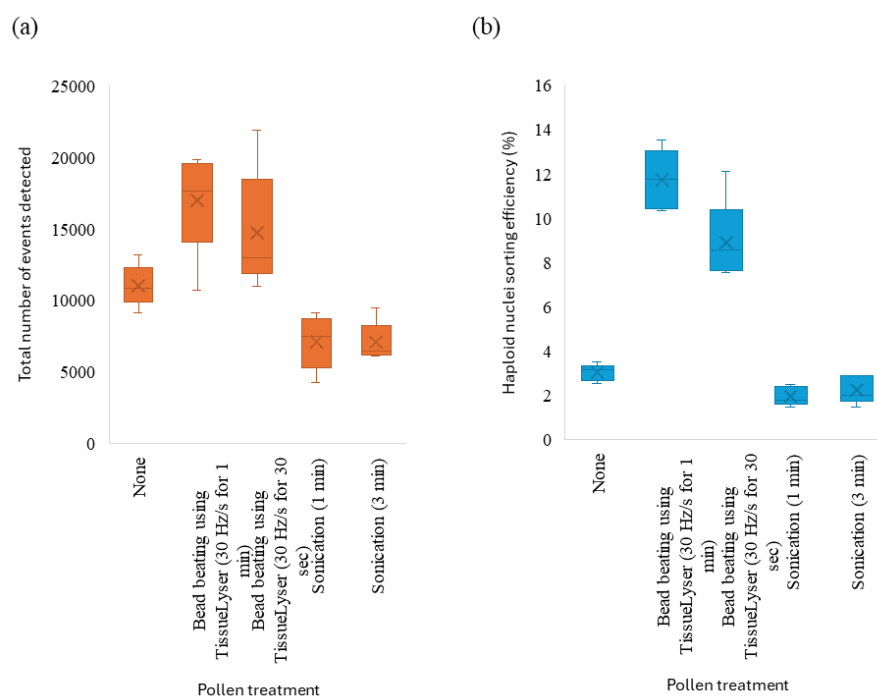 (a)
(b)
Total number of events detected
25000
20000
15000
10000
5000
0
None
Bead beating using
TissueLyser (30 Hz/s for 1
min)
Bead beating using
TissueLyser (30 Hz/s for 30
sec)
Sonication (1 min)
Sonication (3 min)
Pollen treatment
Haploid nuclei sorting efficiency (%)
16
14
12
10
8
6
4
2
0
None
Bead beating using
TissueLyser (30 Hz/s for 1
min)
Bead beating using
TissueLyser (30 Hz/s for 30
sec)
Sonication (1 min)
Sonication (3 min)
Pollen treatment